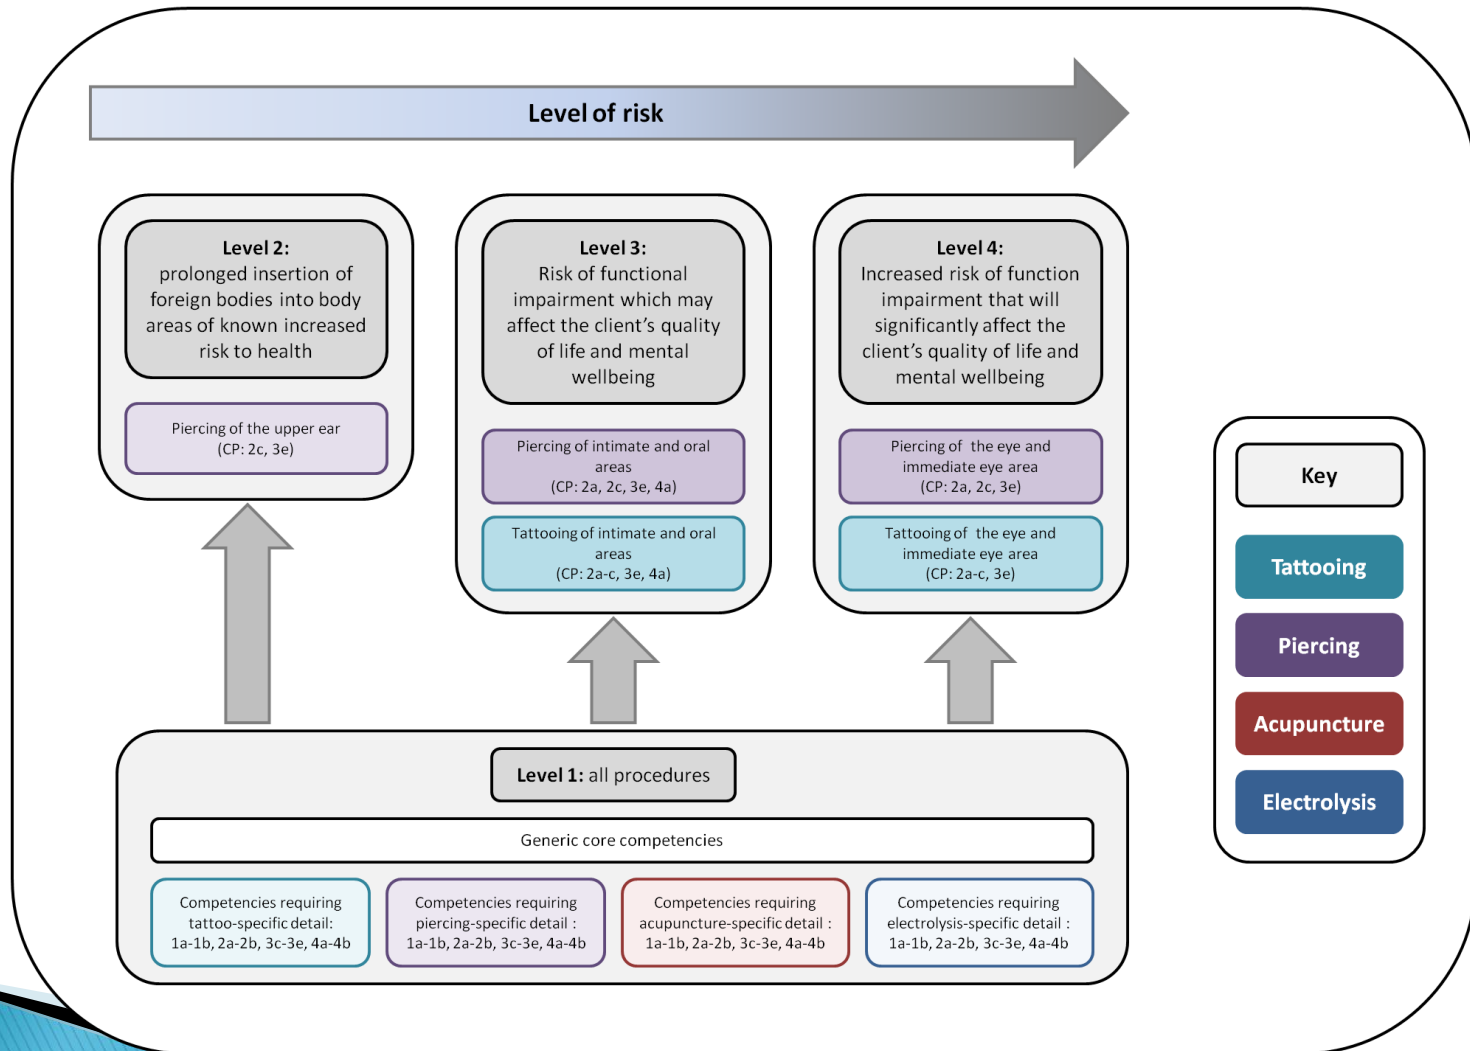 Level of risk
Level 2:
prolonged insertion of
foreign bodies into body
areas of known increased
risk to health
Piercing of the upper ear
(CP: 2c, 3e)
Level 3:
Risk of functional
impairment which may
affect the client’s quality
of life and mental
wellbeing
Piercing of intimate and oral
areas
(CP: 2a, 2c, 3e, 4a)
Tattooing of intimate and oral
areas
(CP: 2a-c, 3e, 4a)
Level 4:
Increased risk of function
impairment that will
significantly affect the
client’s quality of life and
mental wellbeing
Piercing of the eye and
immediate eye area
(CP: 2a, 2c, 3e)
Tattooing of the eye and
immediate eye area
(CP: 2a-c, 3e)
Key
Tattooing
Piercing
Acupuncture
Electrolysis
Level 1: all procedures
Generic core competencies
Competencies requiring
tattoo-specific detail:
1a-1b, 2a-2b, 3c-3e, 4a-4b
Competencies requiring
piercing-specific detail :
1a-1b, 2a-2b, 3c-3e, 4a-4b
Competencies requiring
acupuncture-specific detail :
1a-1b, 2a-2b, 3c-3e, 4a-4b
Competencies requiring
electrolysis-specific detail :
1a-1b, 2a-2b, 3c-3e, 4a-4b